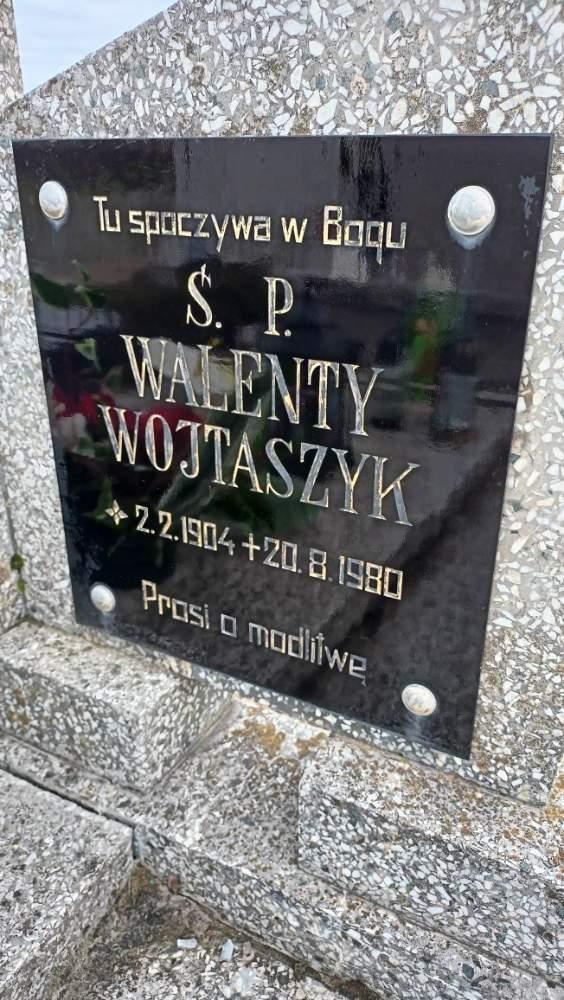 Tu spoczywa w Bogu
Ś. P.
WALENTY
WOJTASZYK
2.2.1904 +20.8.1980
Prosi o modlitwę